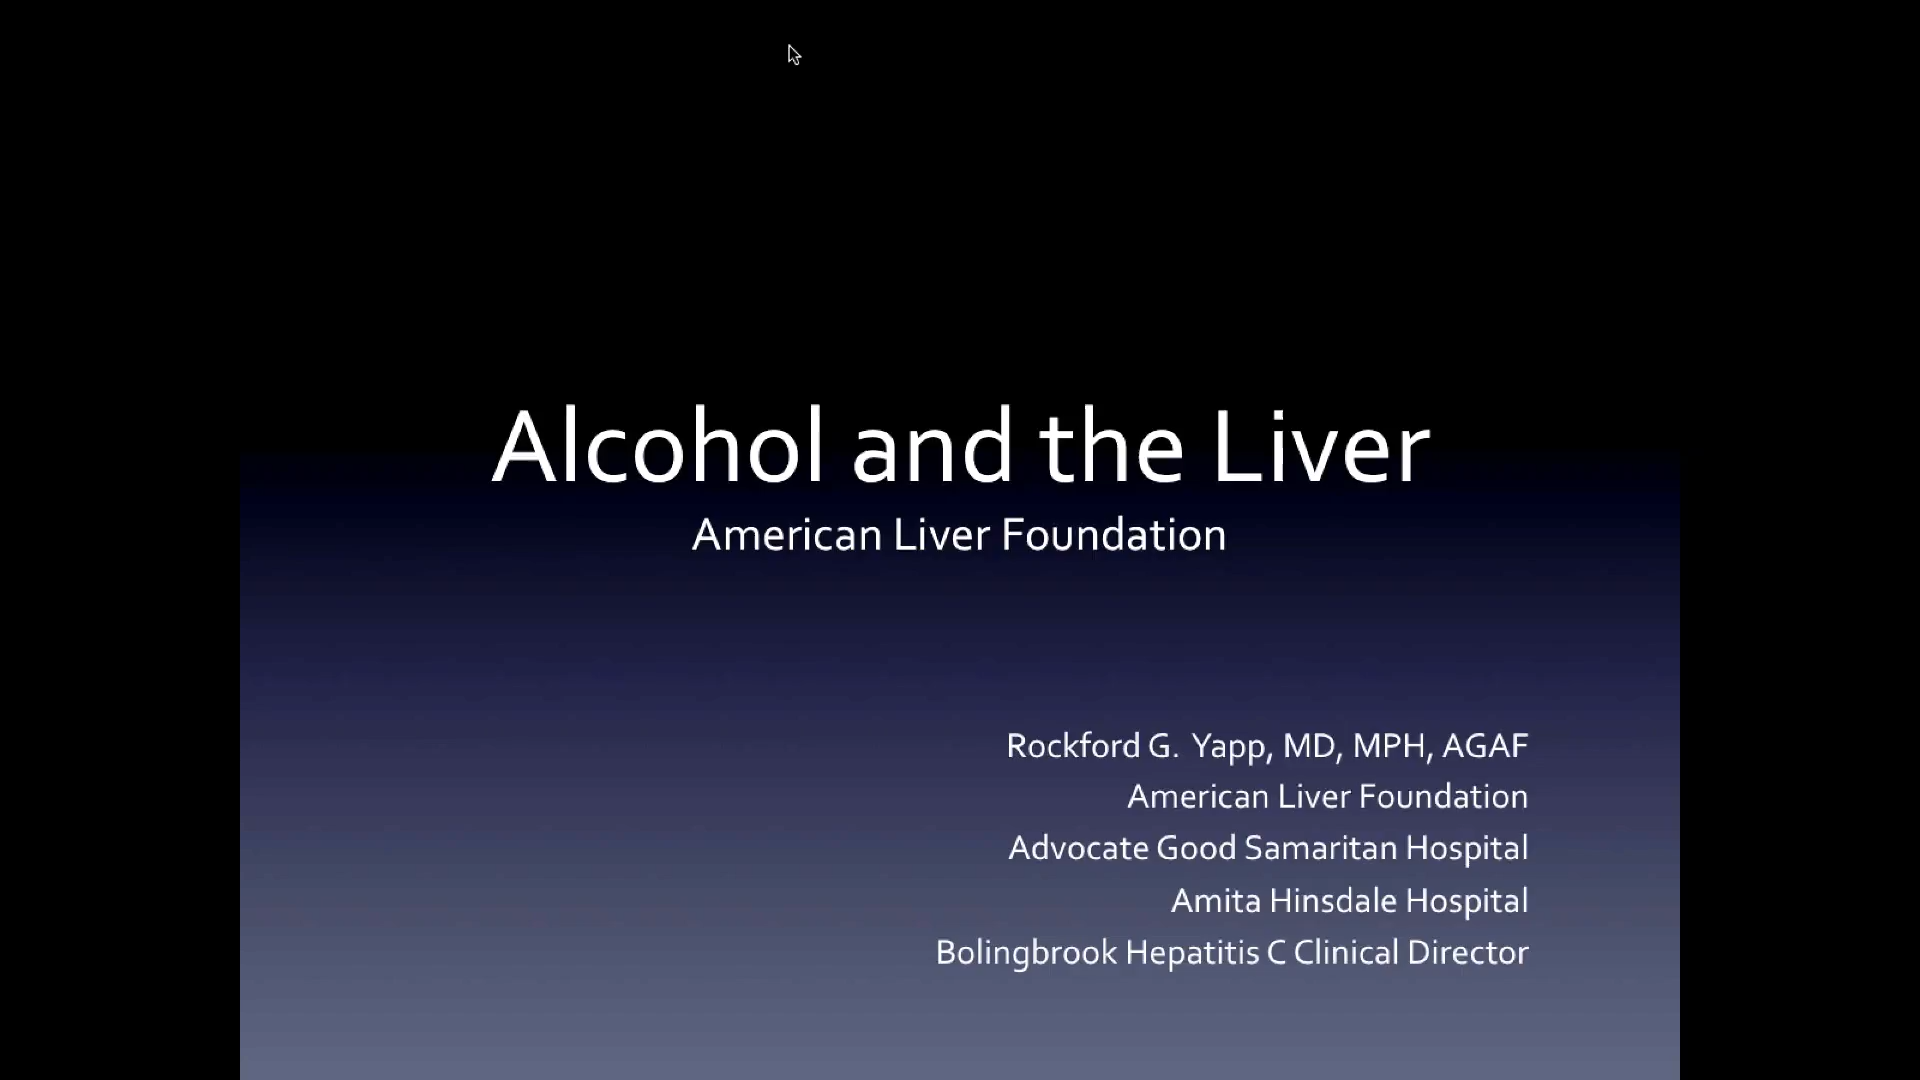 Alcohol and the Liver
American Liver Foundation
Rockford G. Yapp, MD, MPH, AGAF
American Liver Foundation
Advocate Good Samaritan Hospital
Amita Hinsdale Hospital
Bolingbrook Hepatitis C Clinical Director